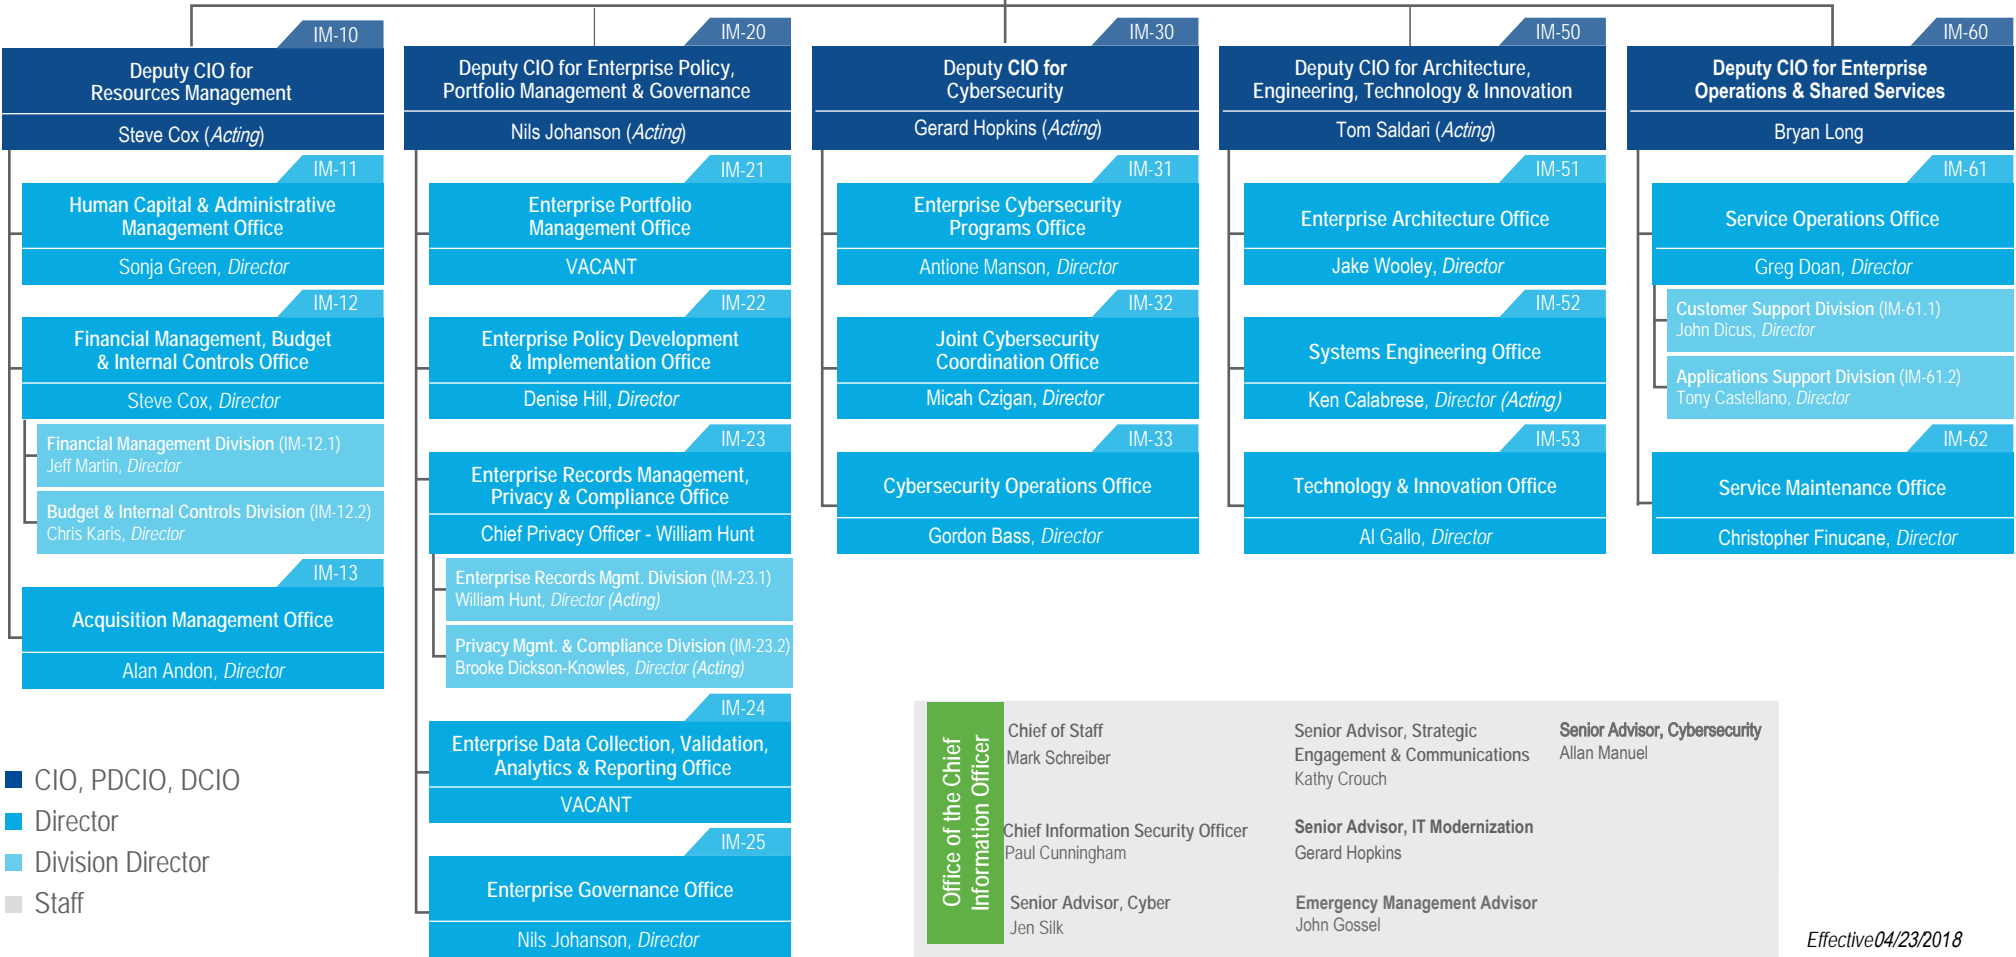 IM-10
Deputy CIO for
Resources Management
Steve Cox (Acting)
IM-11
Human Capital & Administrative
Management Office
Sonja Green, Director
IM-12
Financial Management, Budget
& Internal Controls Office
Steve Cox, Director
Financial Management Division (IM-12.1)
Jeff Martin, Director
Budget & Internal Controls Division (IM-12.2)
Chris Karis, Director
IM-13
Acquisition Management Office
Alan Andon, Director
IM-20
Deputy CIO for Enterprise Policy,
Portfolio Management & Governance
Nils Johanson (Acting)
IM-21
Enterprise Portfolio
Management Office
VACANT
IM-22
Enterprise Policy Development
& Implementation Office
Denise Hill, Director
IM-23
Enterprise Records Management,
Privacy & Compliance Office
Chief Privacy Officer - William Hunt
Enterprise Records Mgmt. Division (IM-23.1)
William Hunt, Director (Acting)
Privacy Mgmt. & Compliance Division (IM-23.2)
Brooke Dickson-Knowles, Director (Acting)
IM-24
Enterprise Data Collection, Validation,
Analytics & Reporting Office
VACANT
IM-25
Enterprise Governance Office
Nils Johanson, Director
IM-30
Deputy CIO for
Cybersecurity
Gerard Hopkins (Acting)
IM-31
Enterprise Cybersecurity
Programs Office
Antione Manson, Director
IM-32
Joint Cybersecurity
Coordination Office
Micah Czigan, Director
IM-33
Cybersecurity Operations Office
Gordon Bass, Director
IM-50
Deputy CIO for Architecture,
Engineering, Technology & Innovation
Tom Saldari (Acting)
IM-51
Enterprise Architecture Office
Jake Wooley, Director
IM-52
Systems Engineering Office
Ken Calabrese, Director (Acting)
IM-53
Technology & Innovation Office
Al Gallo, Director
IM-60
Deputy CIO for Enterprise
Operations & Shared Services
Bryan Long
IM-61
Service Operations Office
Greg Doan, Director
Customer Support Division (IM-61.1)
John Dicus, Director
Applications Support Division (IM-61.2)
Tony Castellano, Director
IM-62
Service Maintenance Office
Christopher Finucane, Director
CIO, PDCIO, DCIO
Director
Division Director
Staff
Office of the Chief
Information Officer
Chief of Staff
Mark Schreiber
Chief Information Security Officer
Paul Cunningham
Senior Advisor, Cyber
Jen Silk
Senior Advisor, Strategic
Engagement & Communications
Kathy Crouch
Senior Advisor, IT Modernization
Gerard Hopkins
Emergency Management Advisor
John Gossel
Senior Advisor, Cybersecurity
Allan Manuel
Effective04/23/2018